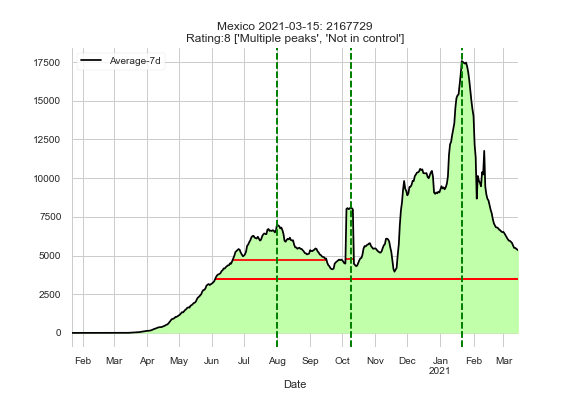 Mexico 2021-03-15: 2167729
Rating:8 ['Multiple peaks', 'Not in control']
Average-7d
17500
15000
12500
10000
7500
5000
2500
0
Feb Mar Apr May Jun Jul Aug Sep Oct Nov Dec Jan Feb Mar
2021
Date